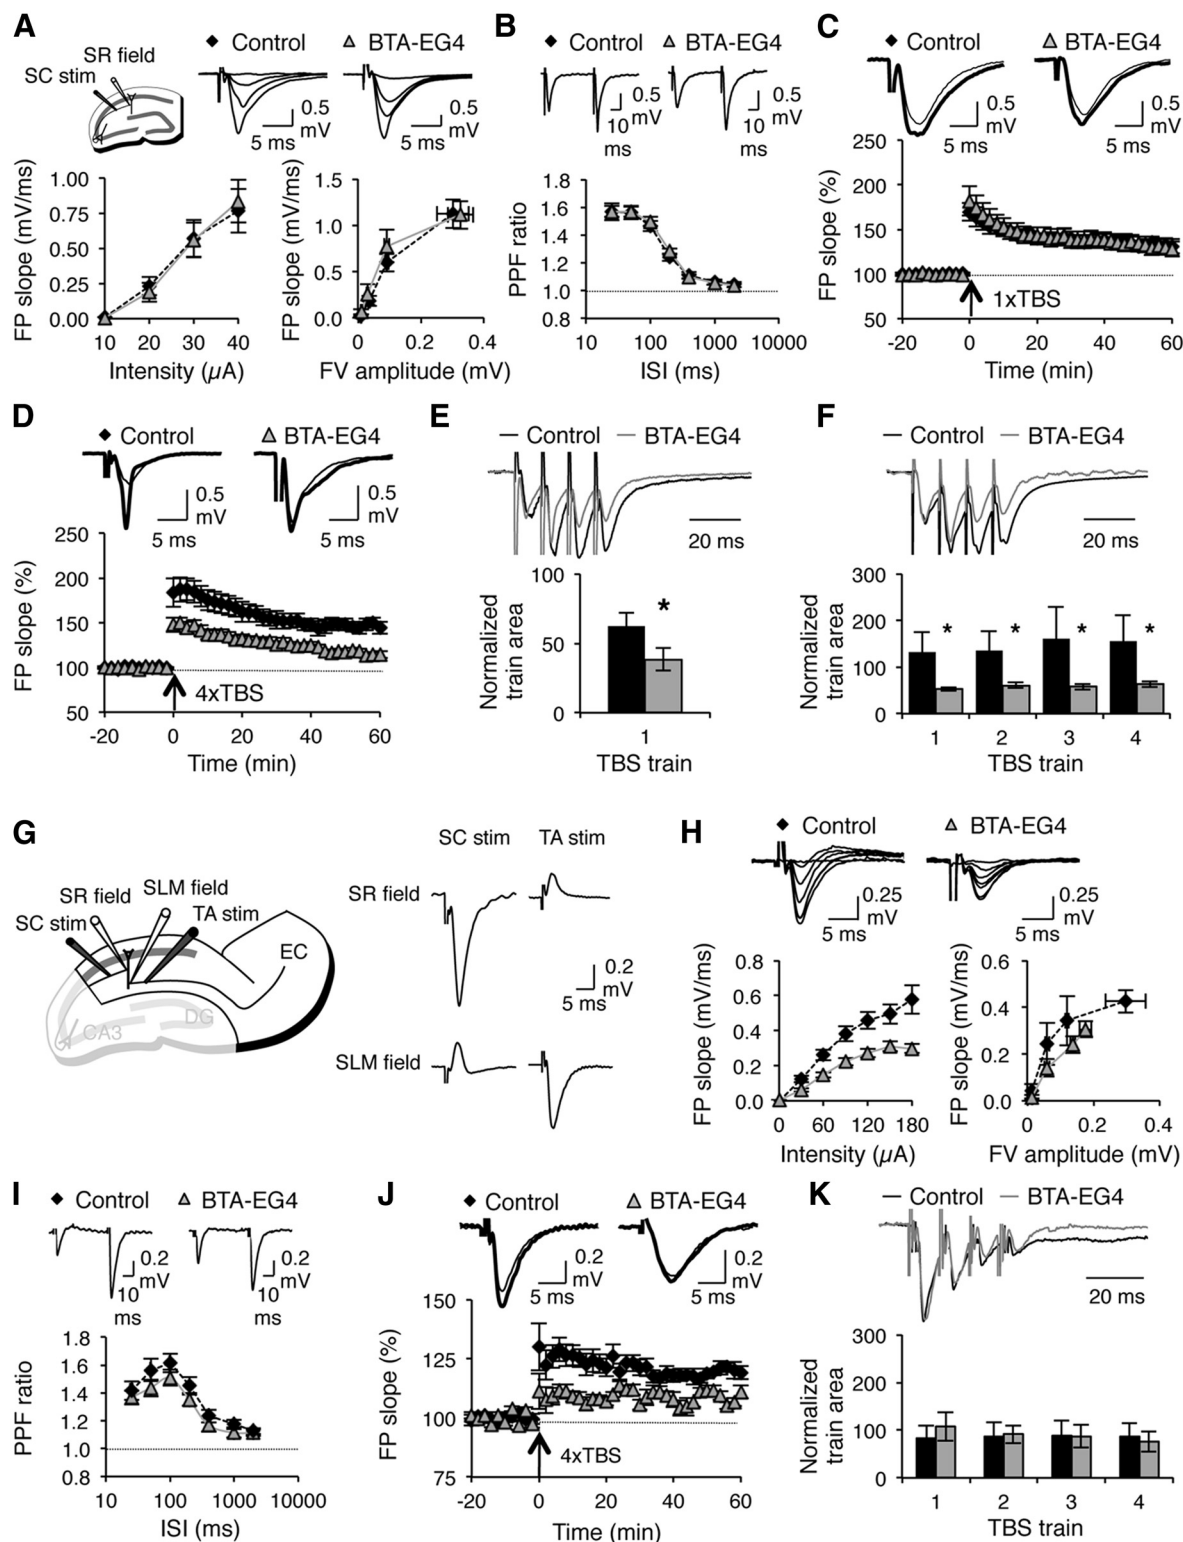 A
Control
BTA-EG4
SR field
SC stim
0.5
mV
5 ms
0.5
mV
5 ms
FP slope (mV/ms)
1.00
0.75
0.50
0.25
0.00
10 20 30 40
Intensity (µA)
FP slope (mV/ms)
1.5
1.0
0.5
0.0
0 0.2 0.4
FV amplitude (mV)
B
Control
BTA-EG4
0.5
mV
10
ms
0.5
mV
10
ms
PPF ratio
1.8
1.6
1.4
1.2
1.0
0.8
10 100 1000 10000
ISI (ms)
C
Control
BTA-EG4
0.5
mV
5 ms
0.5
mV
5 ms
FP slope (%)
250
200
150
100
50
1xTBS
-20 0 20 40 60
Time (min)
D
Control
BTA-EG4
0.5
mV
5 ms
0.5
mV
5 ms
FP slope (%)
250
200
150
100
50
4xTBS
-20 0 20 40 60
Time (min)
E
Control
BTA-EG4
20 ms
Normalized
train area
100
50
0
*
1
TBS train
F
Control
BTA-EG4
20 ms
Normalized
train area
300
200
100
0
* * * *
1 2 3 4
TBS train
G
SC stim
TA stim
SR field
SLM field
0.2
mV
5 ms
SR field
SLM field
SC stim
TA stim
EC
CA3
DG
H
Control
BTA-EG4
0.25
mV
5 ms
0.25
mV
5 ms
FP slope (mV/ms)
0.8
0.6
0.4
0.2
0.0
0 60 120 180
Intensity (µA)
FP slope (mV/ms)
0.6
0.4
0.2
0.0
0 0.2 0.4
FV amplitude (mV)
I
Control
BTA-EG4
0.2
mV
10
ms
0.2
mV
10
ms
PPF ratio
1.8
1.6
1.4
1.2
1.0
0.8
10 100 1000 10000
ISI (ms)
J
Control
BTA-EG4
0.2
mV
5 ms
0.2
mV
5 ms
FP slope (%)
150
125
100
75
4xTBS
-20 0 20 40 60
Time (min)
K
Control
BTA-EG4
20 ms
Normalized
train area
300
200
100
0
1 2 3 4
TBS train